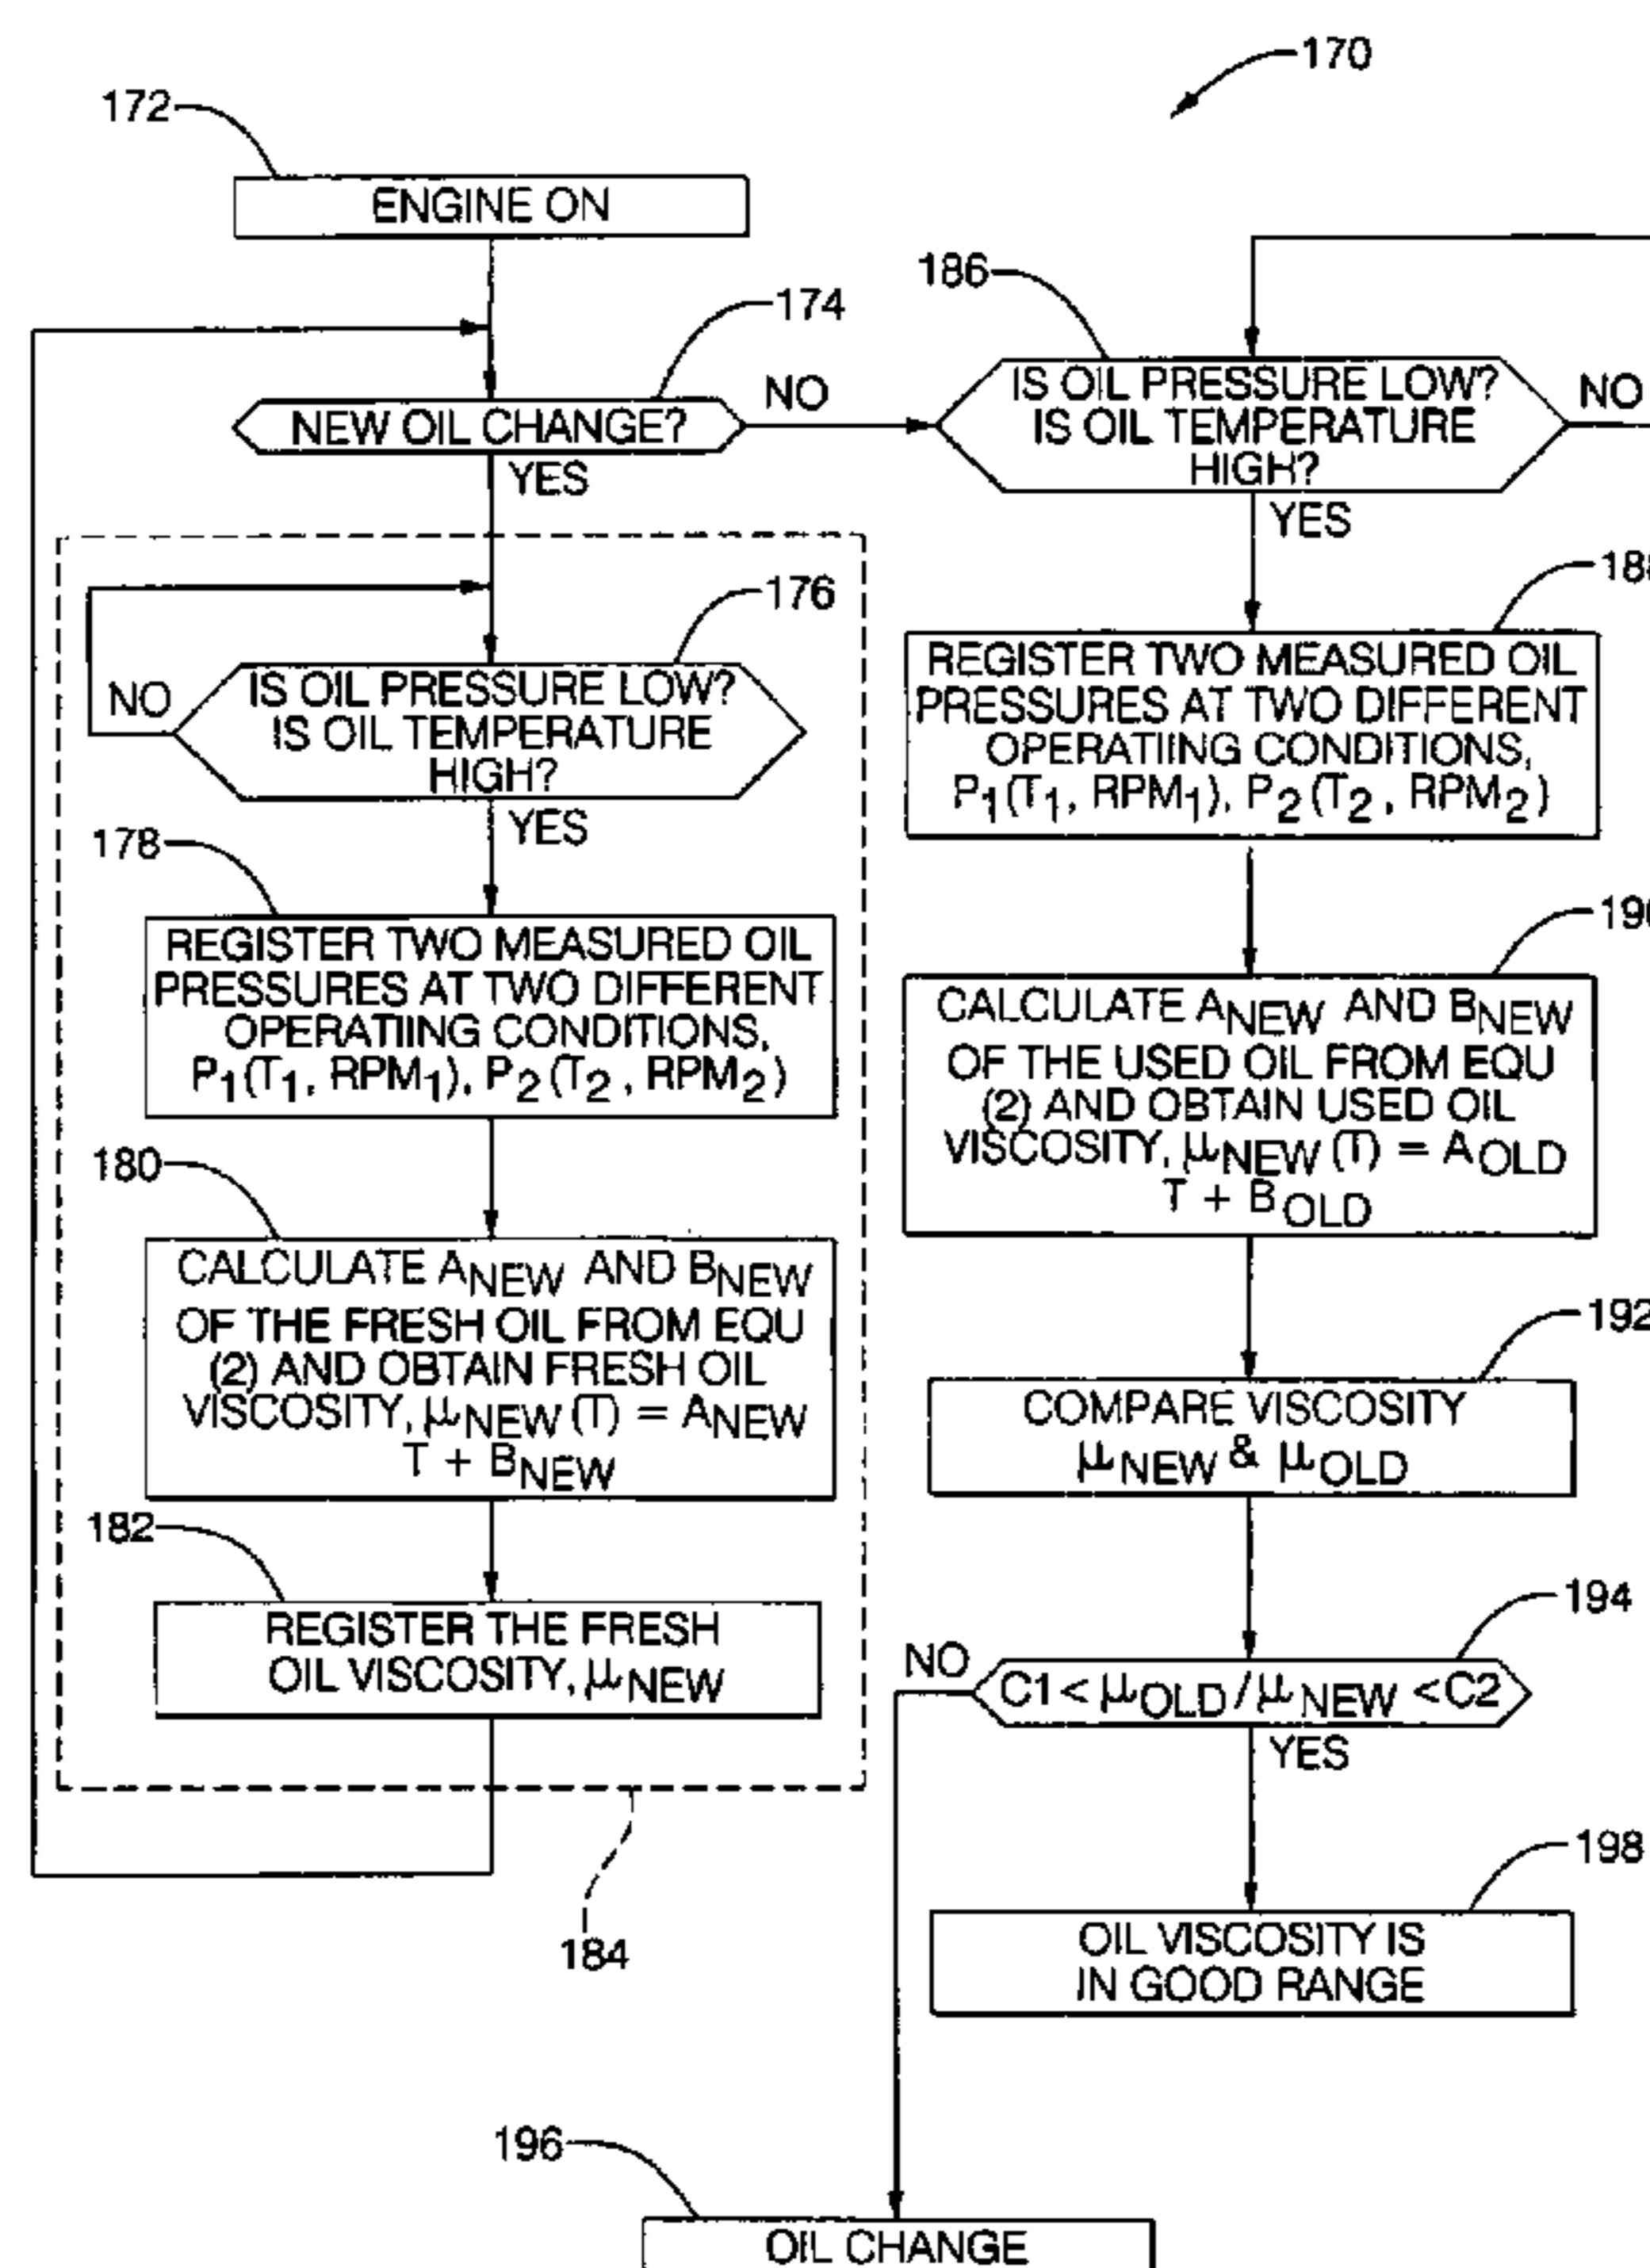 170
172
ENGINE ON
174
NEW OIL CHANGE?
NO
YES
176
IS OIL PRESSURE LOW?
IS OIL TEMPERATURE
HIGH?
NO
YES
178
REGISTER TWO MEASURED OIL
PRESSURES AT TWO DIFFERENT
OPERATIING CONDITIONS,
P1(T1, RPM1), P2(T2, RPM2)
180
CALCULATE ANEW AND BNEW
OF THE FRESH OIL FROM EQU
(2) AND OBTAIN FRESH OIL
VISCOSITY, μNEW (T) = ANEW
T + BNEW
182
REGISTER THE FRESH
OIL VISCOSITY, μNEW
184
186
IS OIL PRESSURE LOW?
IS OIL TEMPERATURE
HIGH?
NO
YES
REGISTER TWO MEASURED OIL
PRESSURES AT TWO DIFFERENT
OPERATIING CONDITIONS,
P1(T1, RPM1), P2(T2, RPM2)
CALCULATE ANEW AND BNEW
OF THE USED OIL FROM EQU
(2) AND OBTAIN USED OIL
VISCOSITY, μNEW (T) = AOLD
T + BOLD
192
COMPARE VISCOSITY
μNEW & μOLD
194
C1 < μOLD / μNEW < C2
NO
YES
198
OIL VISCOSITY IS
IN GOOD RANGE
196
OIL CHANGE